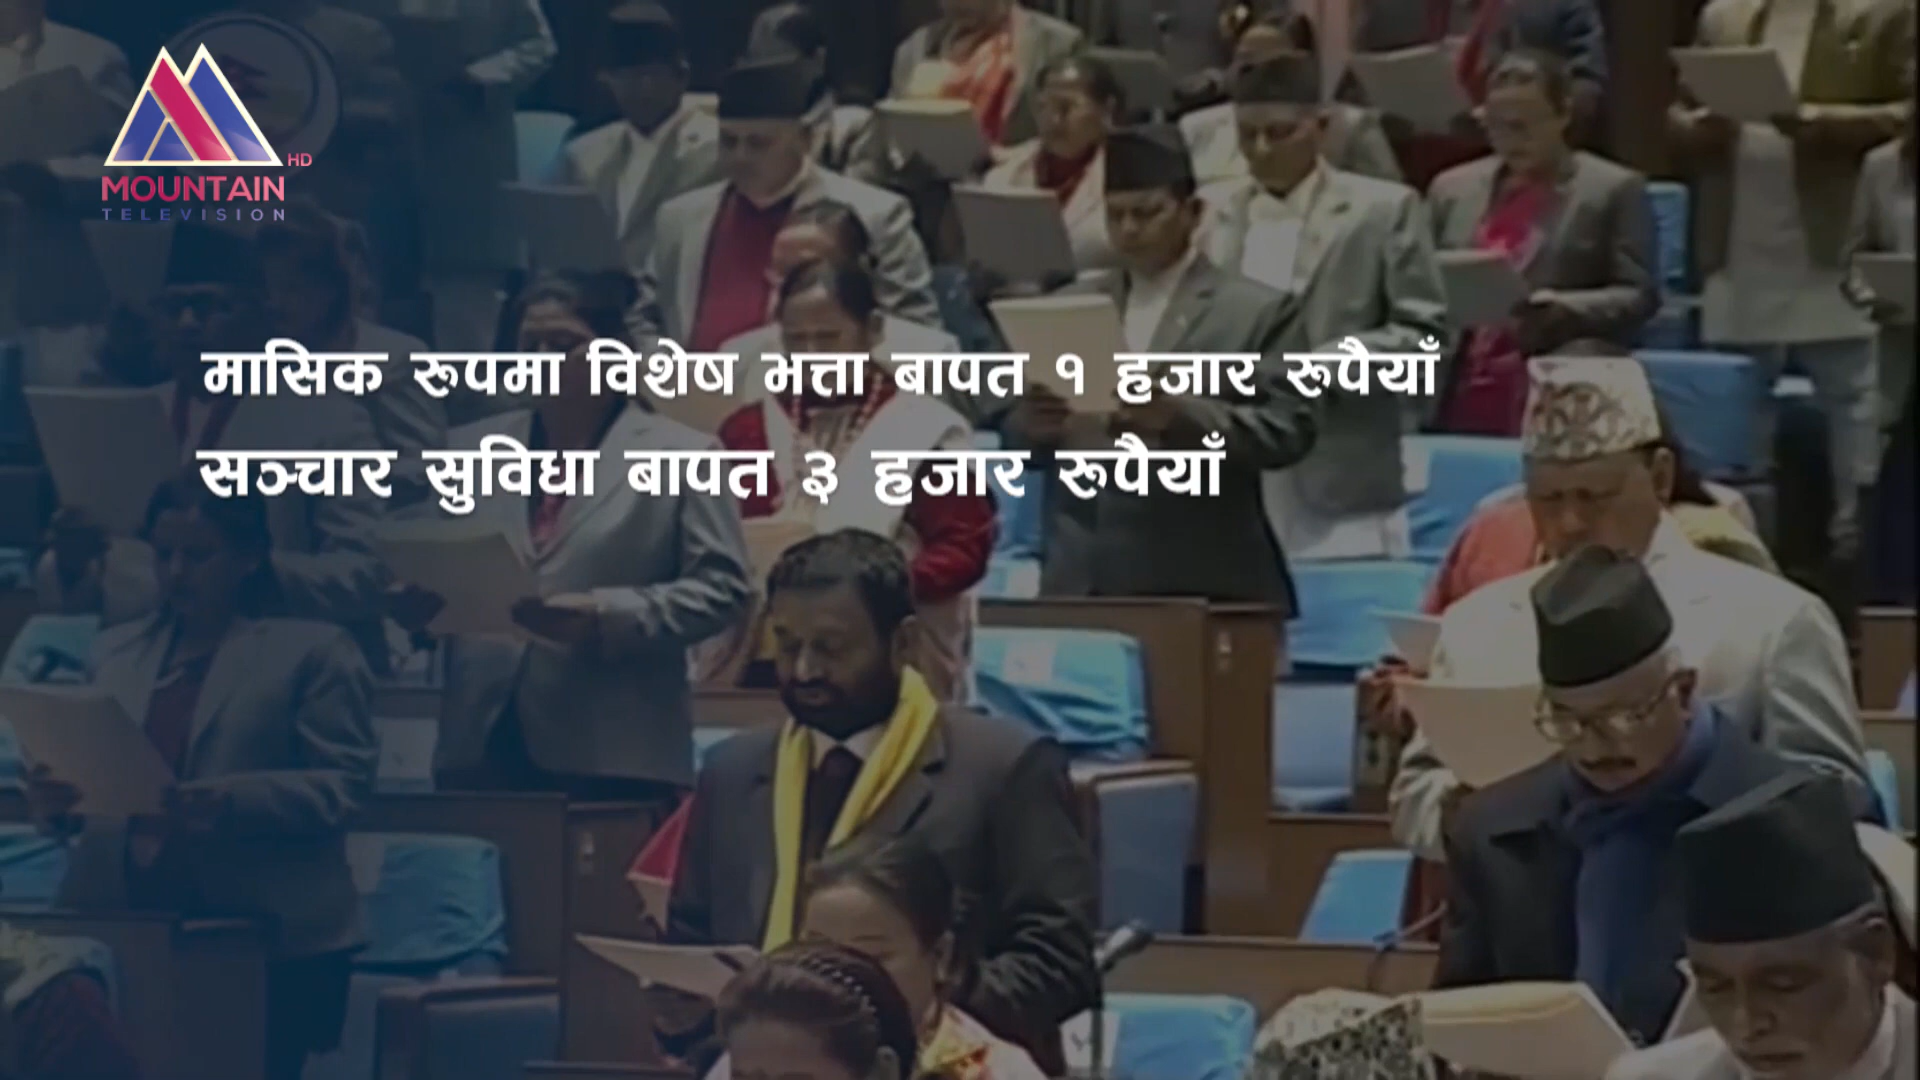 MOUNTAIN HD
TELEVISION
मासिक रूपमा विशेष भत्ता बापत १ हजार रूपैयाँ
सञ्चार सुविधा बापत ३ हजार रूपैयाँ